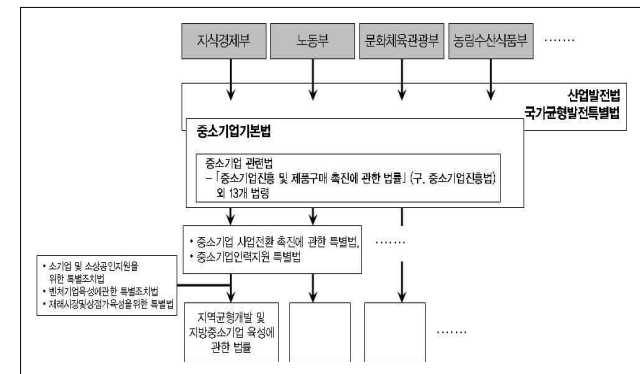 지식경제부 노동부 문화체육관광부 농림수산식품부 ·······
산업발전법
국가균형발전특별법
중소기업기본법
중소기업 관련법
– 「중소기업진흥 및 제품구매 촉진에 관한 법률」 (구. 중소기업진흥법)
외 13개 법령
• 중소기업 사업전환 촉진에 관한 특별법,
• 중소기업인력지원 특별법
·······
• 소기업 및 소상공인지원을
위한 특별조치법
• 벤처기업육성에관한 특별조치법
• 재래시장및상점가육성을위한 특별법
지역균형개발 및
지방중소기업 육성에
관한 법률
·······